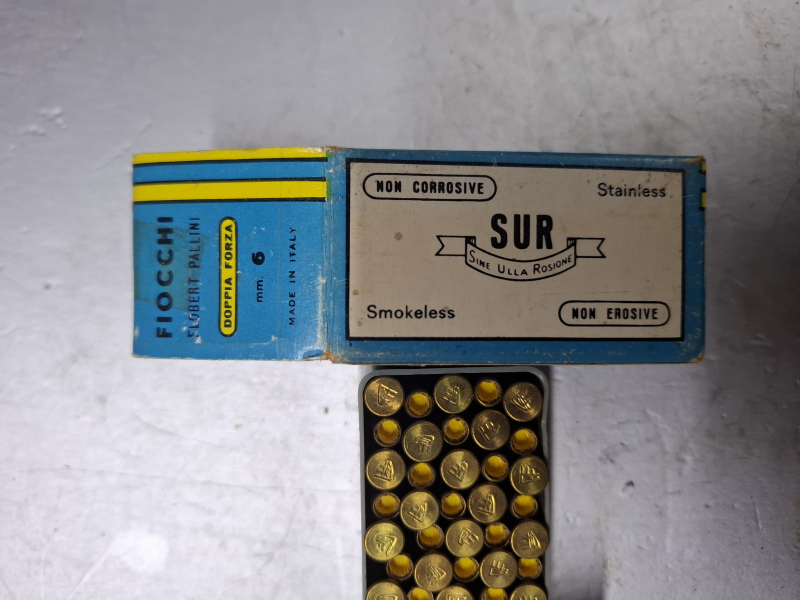 FIOCCHI
FLOBERT PALLINI
DOPPIA FORZA
mm. 6
MADE IN ITALY
NON CORROSIVE
Stainless
SUR
SINE ULLA ROSIONE
Smokeless
NON EROSIVE